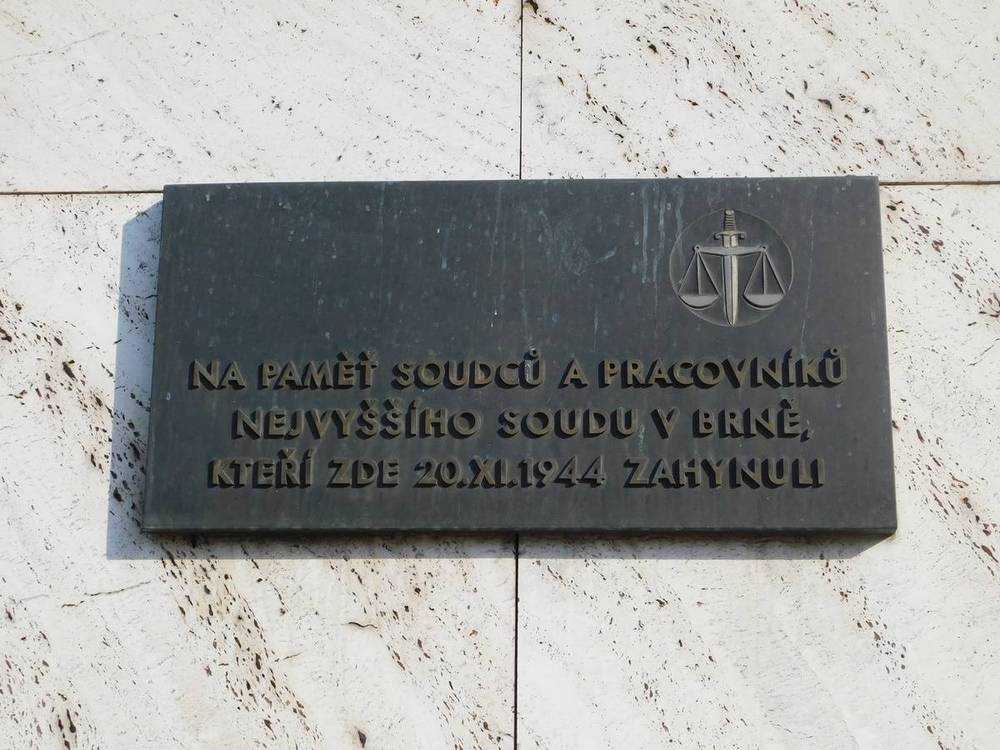 NA PAMĚŤ SOUDCŮ A PRACOVNÍKŮ
NEJVYŠŠÍHO SOUDU V BRNĚ,
KTEŘÍ ZDE 20.XI.1944 ZAHYNULI